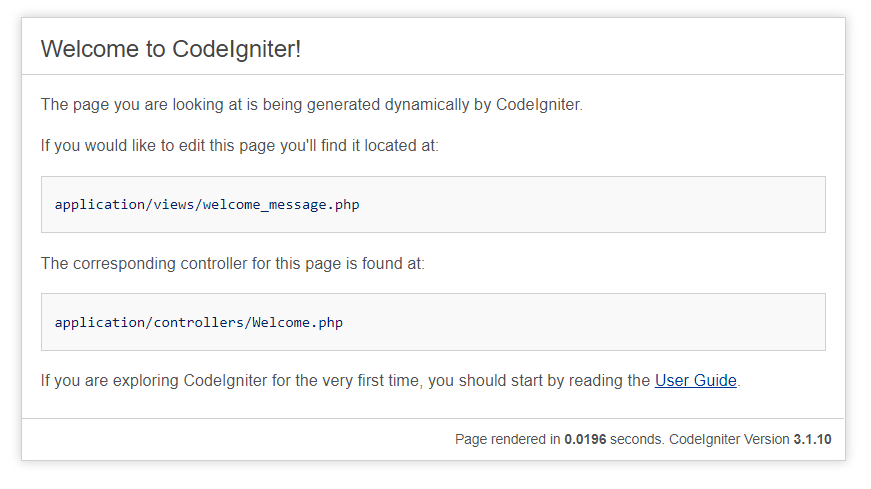 Welcome to CodeIgniter!
The page you are looking at is being generated dynamically by CodeIgniter.
If you would like to edit this page you'll find it located at:
application/views/welcome_message.php
The corresponding controller for this page is found at:
application/controllers/Welcome.php
If you are exploring CodeIgniter for the very first time, you should start by reading the User Guide.
Page rendered in 0.0196 seconds. CodeIgniter Version 3.1.10